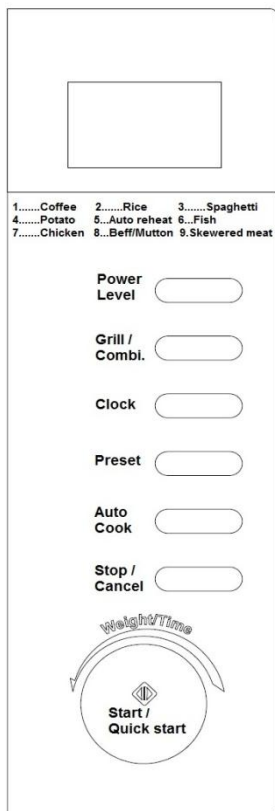 1.......Coffee 2.......Rice 3.......Spaghetti
4.......Potato 5...Auto reheat 6...Fish
7.......Chicken 8...Beff/Mutton 9.Skewered meat
Power
Level
Grill /
Combi.
Clock
Preset
Auto
Cook
Stop /
Cancel
Weight/Time
Start /
Quick start